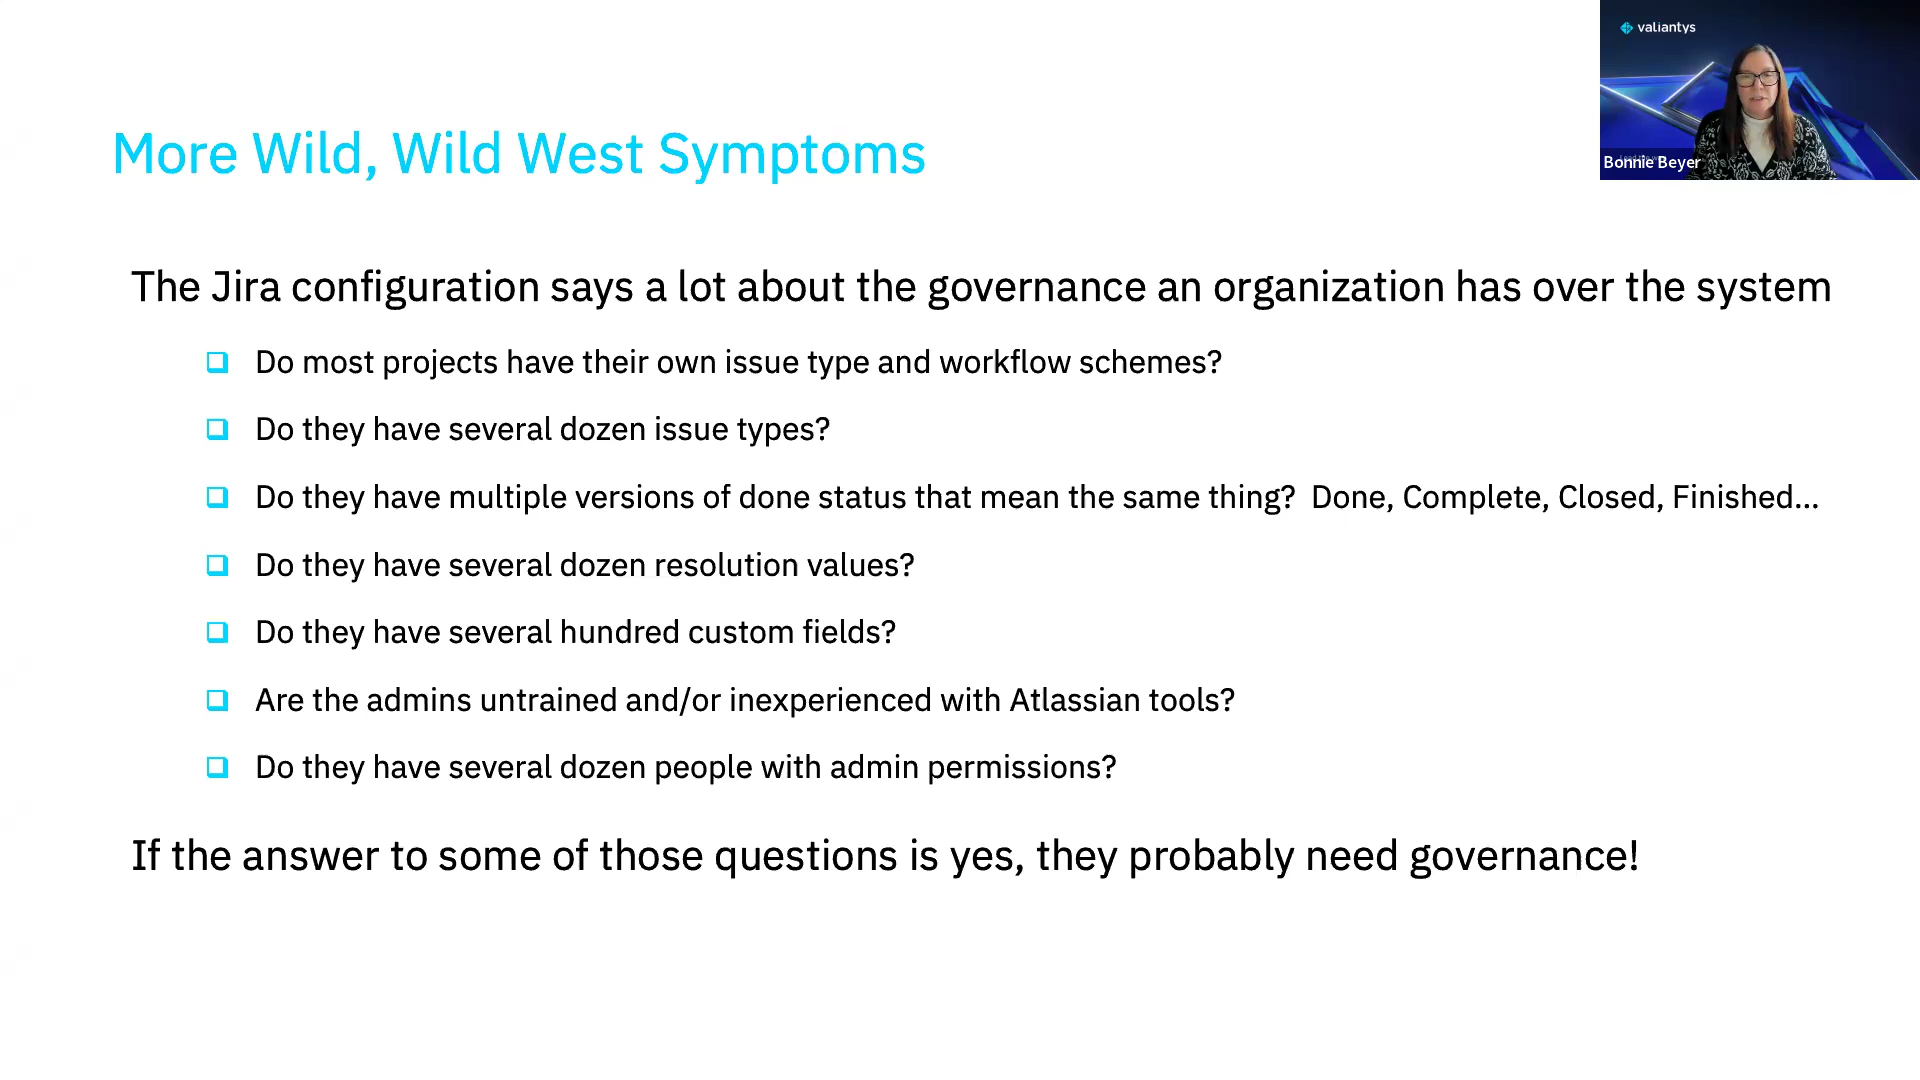 valiantys
Bonnie Beyer
More Wild, Wild West Symptoms
The Jira configuration says a lot about the governance an organization has over the system
Do most projects have their own issue type and workflow schemes?
Do they have several dozen issue types?
Do they have multiple versions of done status that mean the same thing?  Done, Complete, Closed, Finished...
Do they have several dozen resolution values?
Do they have several hundred custom fields?
Are the admins untrained and/or inexperienced with Atlassian tools?
Do they have several dozen people with admin permissions?
If the answer to some of those questions is yes, they probably need governance!